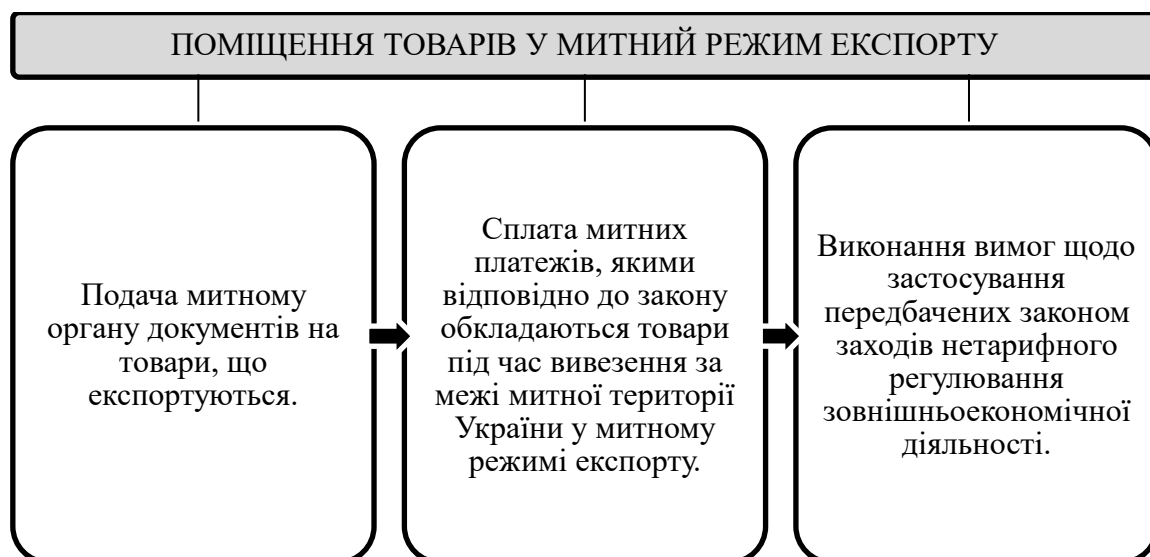 ПОМІЩЕННЯ ТОВАРІВ У МИТНИЙ РЕЖИМ ЕКСПОРТУ
Подача митному
органу документів на
товари, що
експортуються.
Сплата митних
платежів, якими
відповідно до закону
обкладаються товари
під час вивезення за
межі митної території
України у митному
режимі експорту.
Виконання вимог щодо
застосування
передбачених законом
заходів нетарифного
регулювання
зовнішньоекономічної
діяльності.